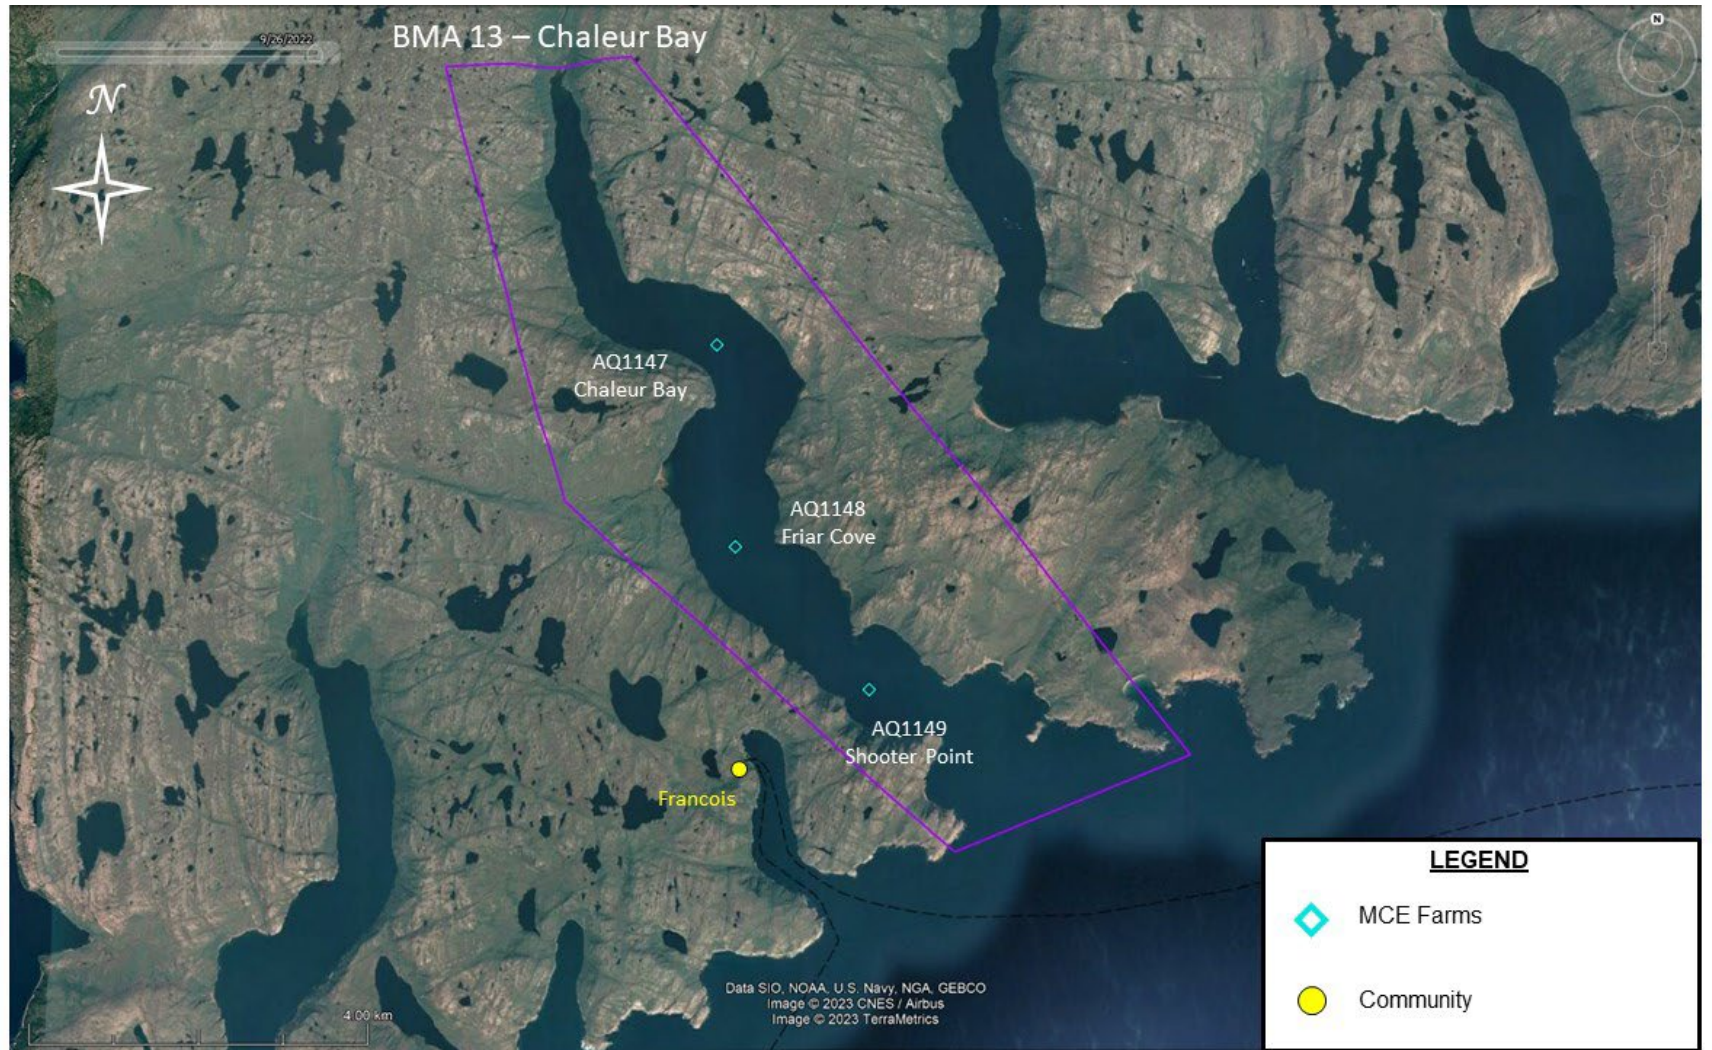 9/26/2022
BMA 13 – Chaleur Bay
N
N
AQ1147
Chaleur Bay
AQ1148
Friar Cove
AQ1149
Shooter Point
Francois
LEGEND
MCE Farms
Community
Data SIO, NOAA, U.S. Navy, NGA, GEBCO
Image © 2023 CNES / Airbus
Image © 2023 TerraMetrics
4.00 km